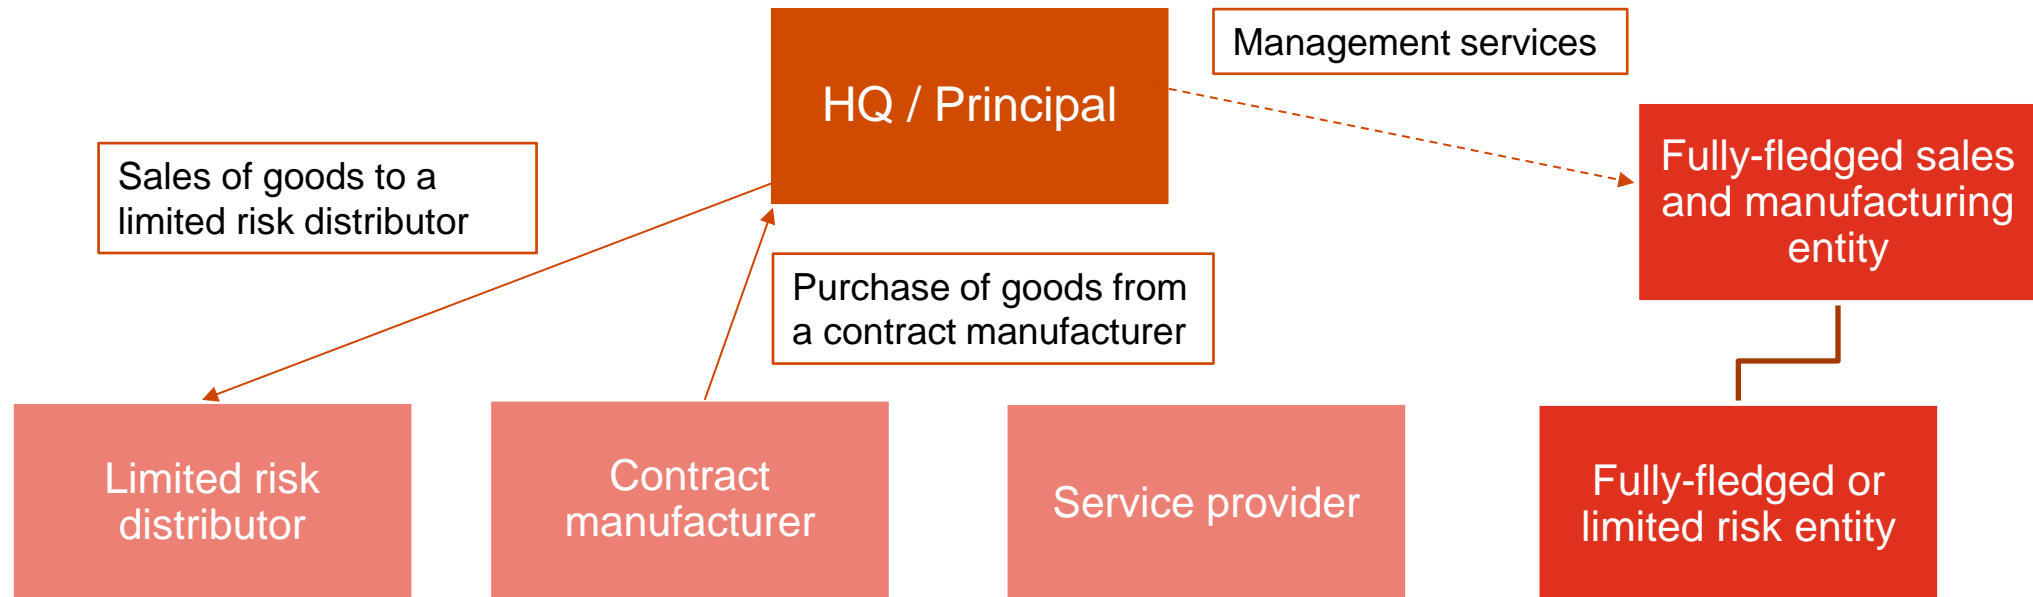 HQ / Principal
Management services
Sales of goods to a
limited risk distributor
Fully-fledged sales
and manufacturing
entity
Purchase of goods from
a contract manufacturer
Limited risk
distributor
Contract
manufacturer
Service provider
Fully-fledged or
limited risk entity